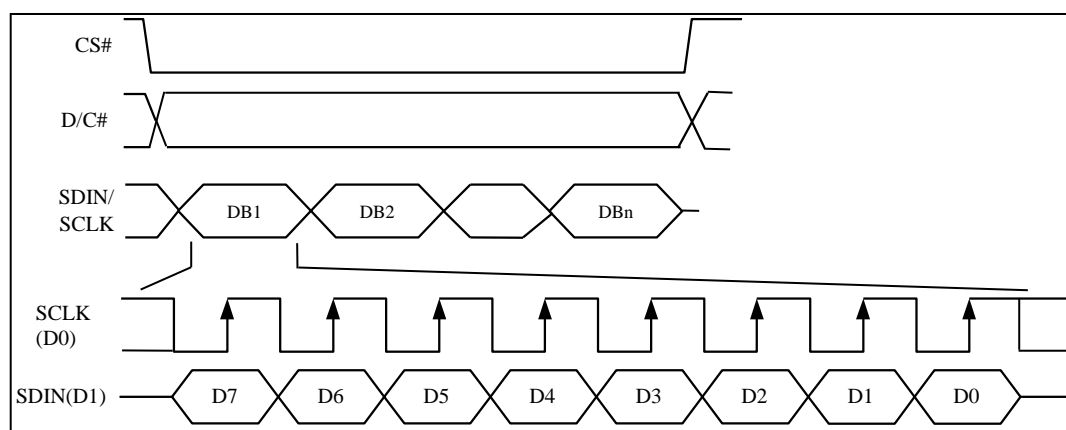 CS#
D/C#
SDIN/
SCLK
DB1 DB2 DBn
SCLK
(D0)
SDIN(D1) D7 D6 D5 D4 D3 D2 D1 D0